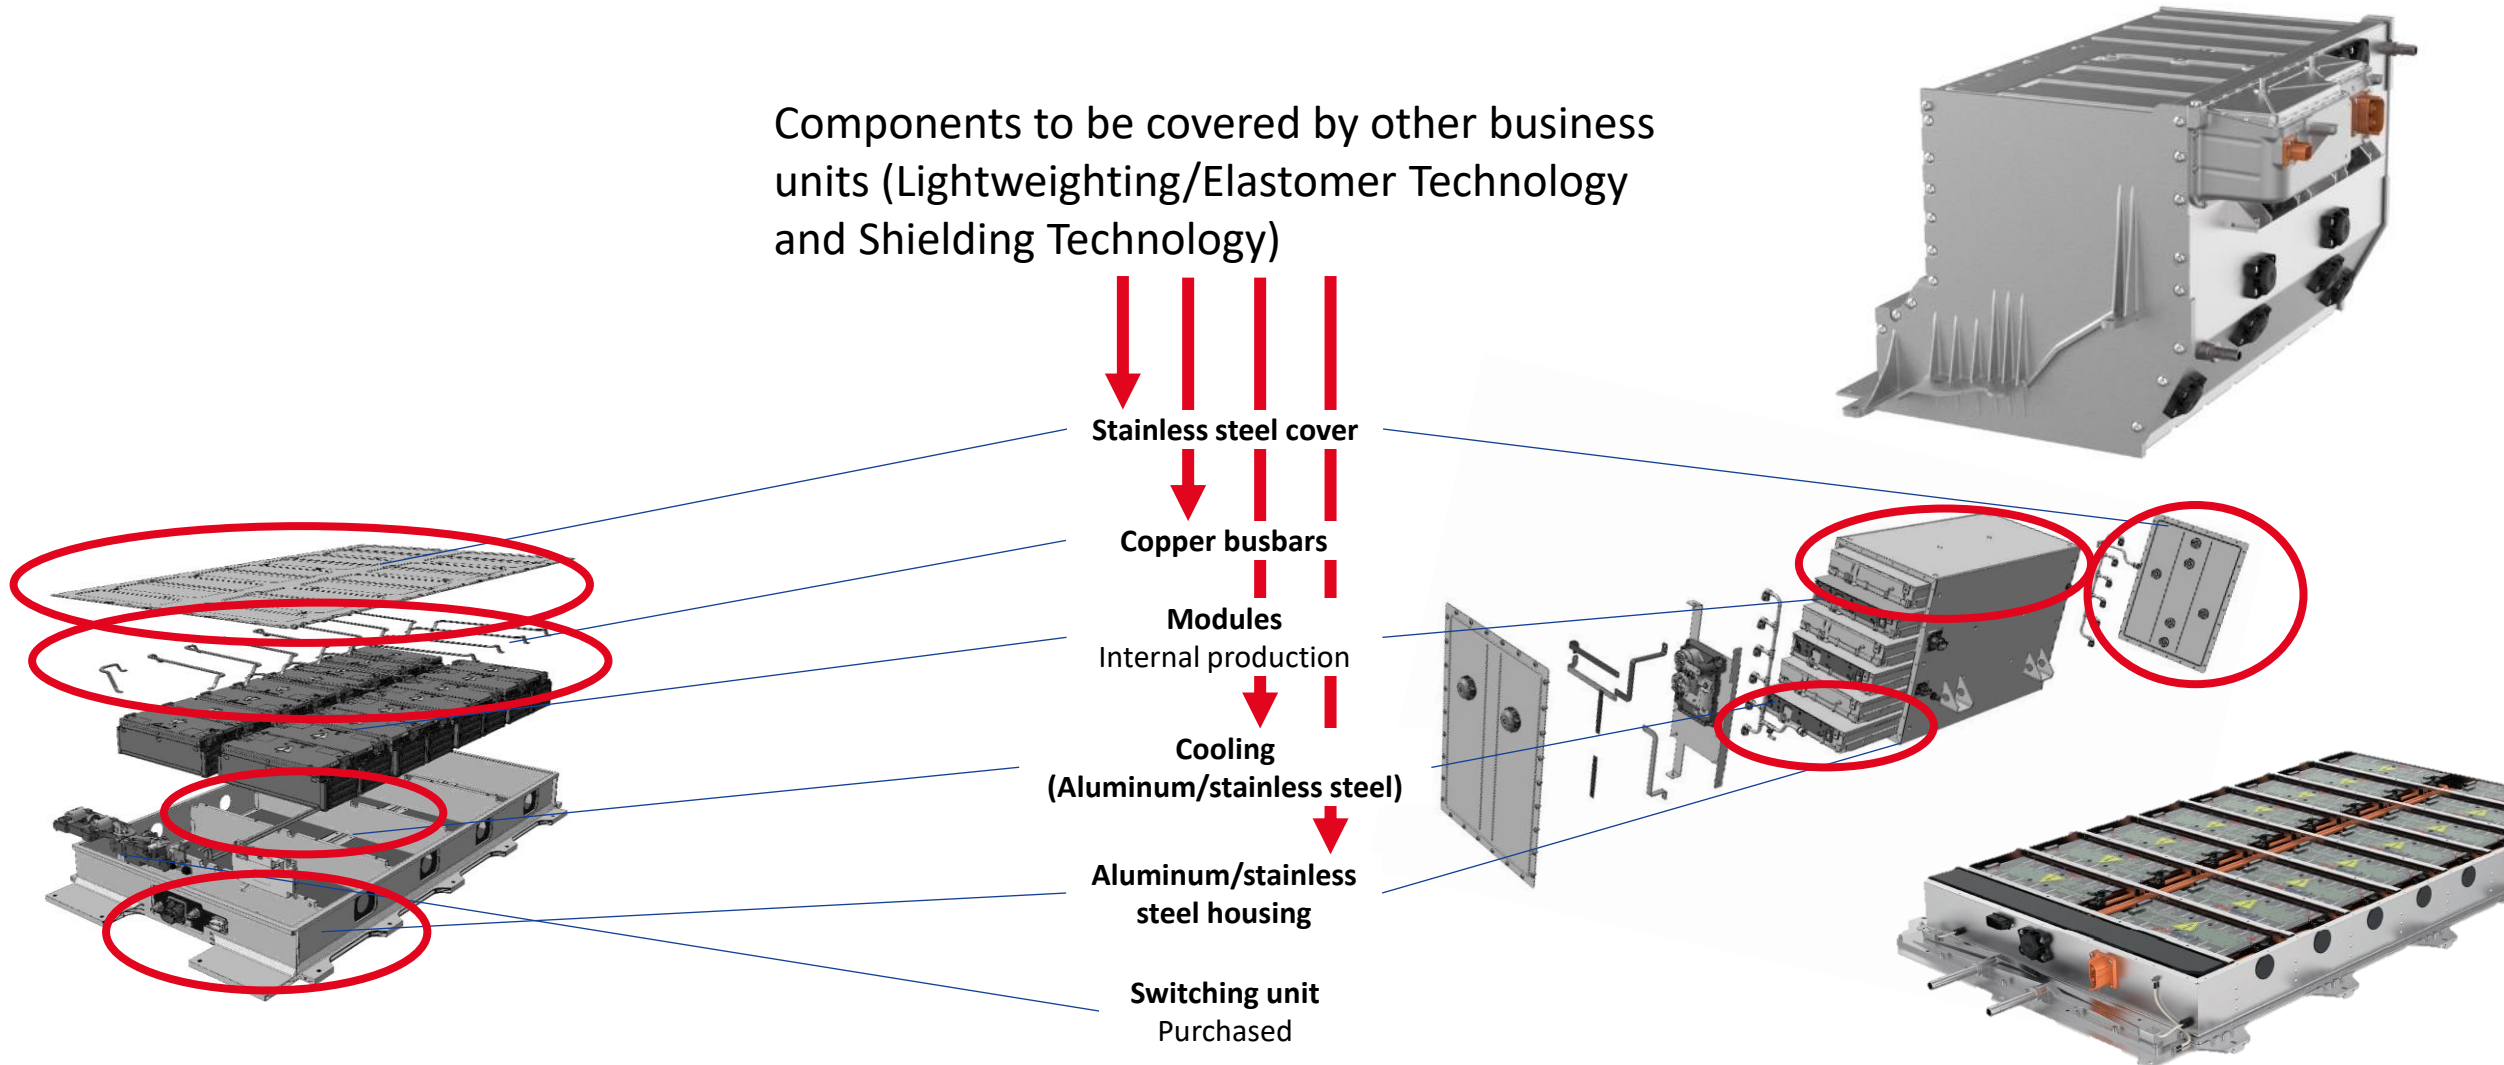 Components to be covered by other business
units (Lightweighting/Elastomer Technology
and Shielding Technology)
Stainless steel cover
Copper busbars
Modules
Internal production
Cooling
(Aluminum/stainless steel)
Aluminum/stainless
steel housing
Switching unit
Purchased